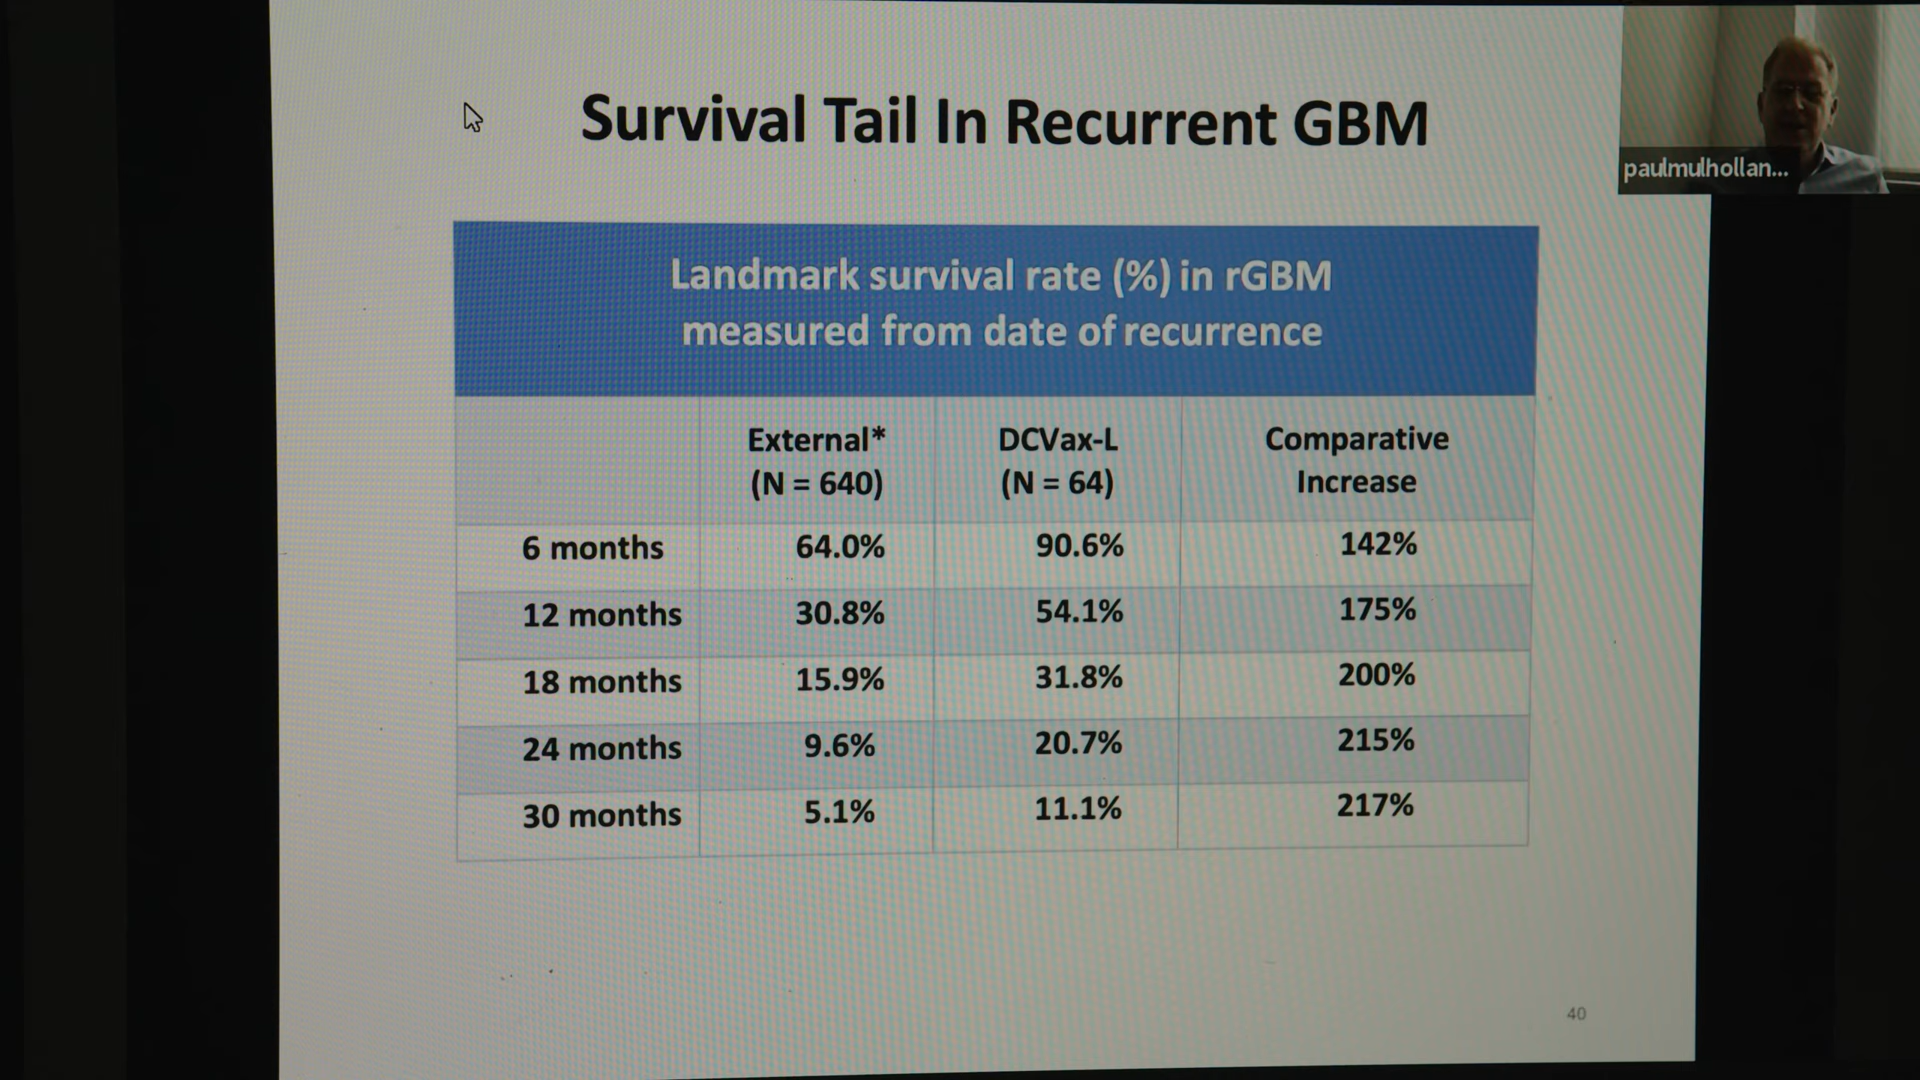 Survival Tail In Recurrent GBM
paulmulhollan...
Landmark survival rate (%) in rGBM
measured from date of recurrence
External* DCVax-L Comparative
(N = 640) (N = 64) Increase
6 months 64.0% 90.6% 142%
12 months 30.8% 54.1% 175%
18 months 15.9% 31.8% 200%
24 months 9.6% 20.7% 215%
30 months 5.1% 11.1% 217%
40